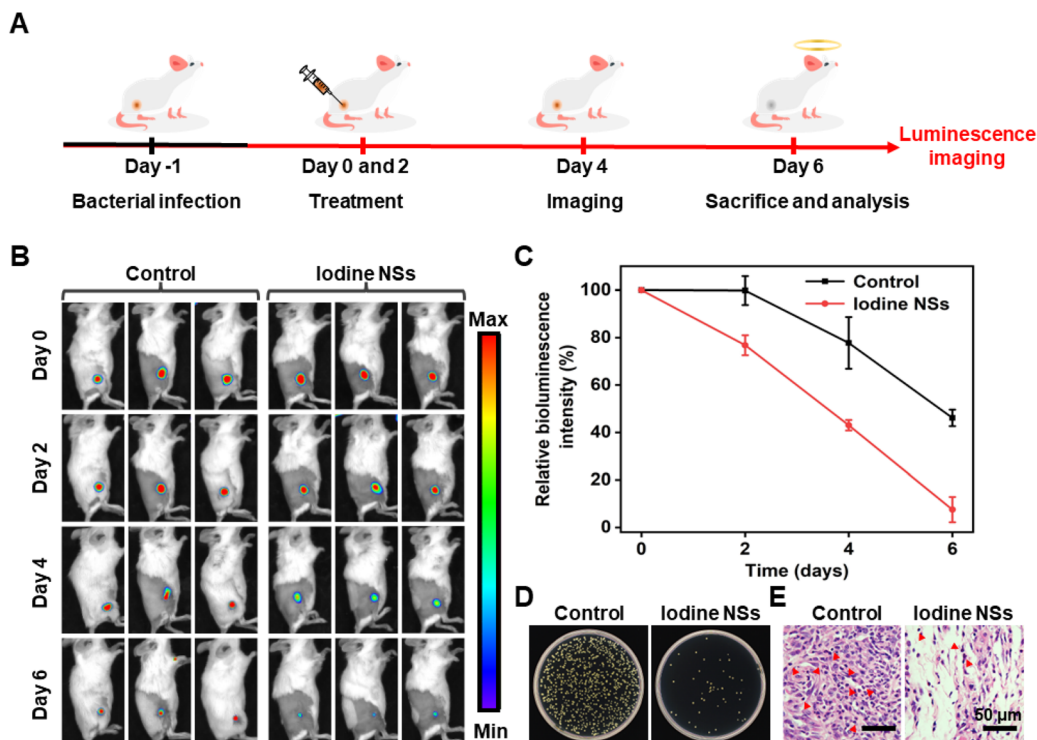 A
Luminescence
imaging
Day -1
Day 0 and 2
Day 4
Day 6
Bacterial infection
Treatment
Imaging
Sacrifice and analysis
B
Control
Iodine NSs
Day 0
Day 2
Day 4
Day 6
Max
Min
C
Relative bioluminescence
intensity (%)
100
80
60
40
20
0
Control
Iodine NSs
0
2
4
6
Time (days)
D
Control
Iodine NSs
E
Control
Iodine NSs
50 μm